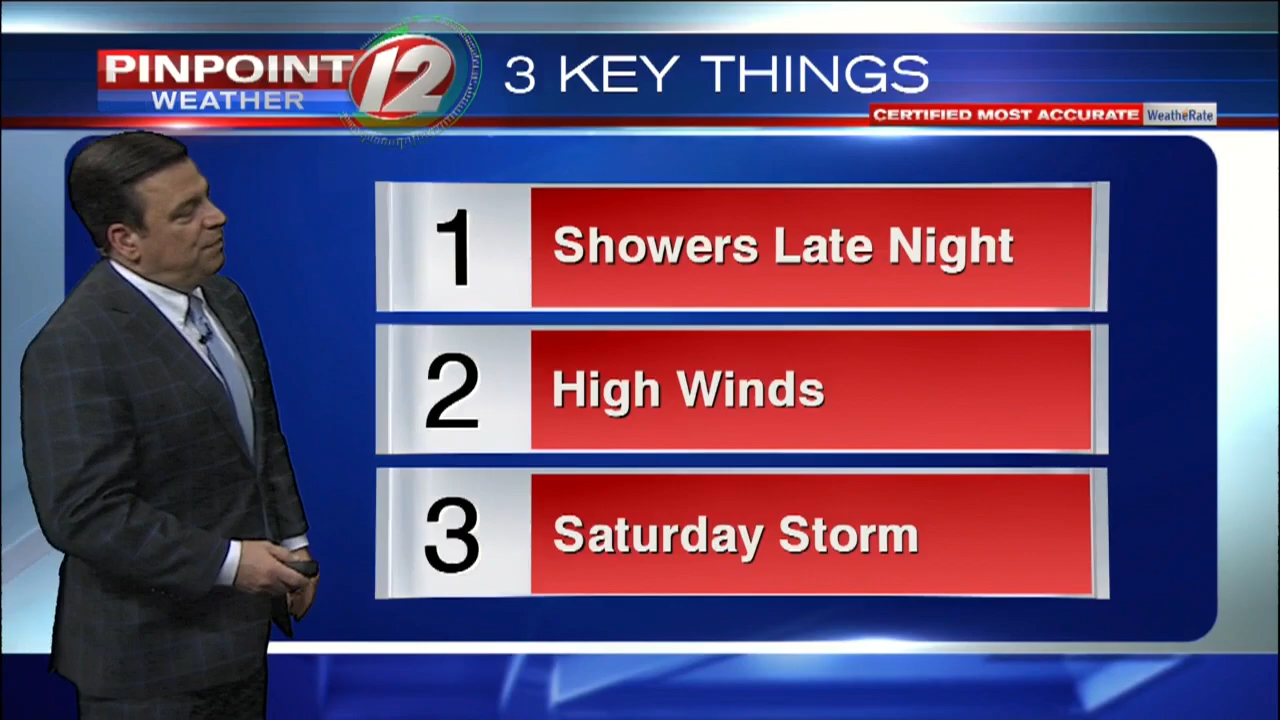 PINPOINT 12
WEATHER
3 KEY THINGS
CERTIFIED MOST ACCURATE WeatheRate
1 Showers Late Night
2 High Winds
3 Saturday Storm